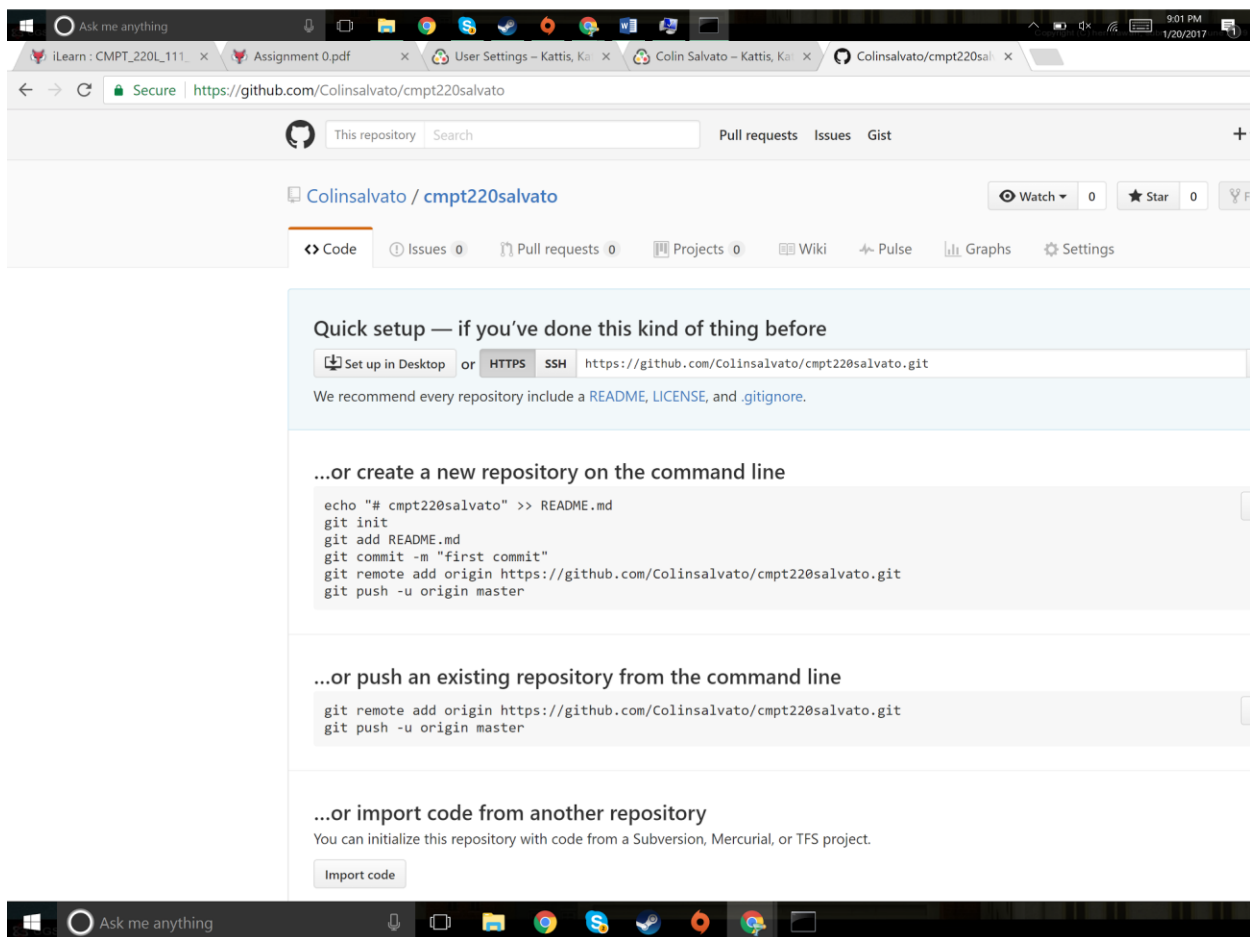 Ask me anything
9:01 PM
1/20/2017
iLearn : CMPT_220L_111_
Assignment 0.pdf
User Settings – Kattis, Kat
Colin Salvato – Kattis, Kat
Colinsalvato/cmpt220sal
Secure https://github.com/Colinsalvato/cmpt220salvato
This repository Search Pull requests Issues Gist
Colinsalvato / cmpt220salvato
Watch 0 Star 0 F
Code Issues 0 Pull requests 0 Projects 0 Wiki Pulse Graphs Settings
Quick setup — if you’ve done this kind of thing before
Set up in Desktop or HTTPS SSH https://github.com/Colinsalvato/cmpt220salvato.git
We recommend every repository include a README, LICENSE, and .gitignore.
…or create a new repository on the command line
echo "# cmpt220salvato" >> README.md
git init
git add README.md
git commit -m "first commit"
git remote add origin https://github.com/Colinsalvato/cmpt220salvato.git
git push -u origin master
…or push an existing repository from the command line
git remote add origin https://github.com/Colinsalvato/cmpt220salvato.git
git push -u origin master
…or import code from another repository
You can initialize this repository with code from a Subversion, Mercurial, or TFS project.
Import code
Ask me anything